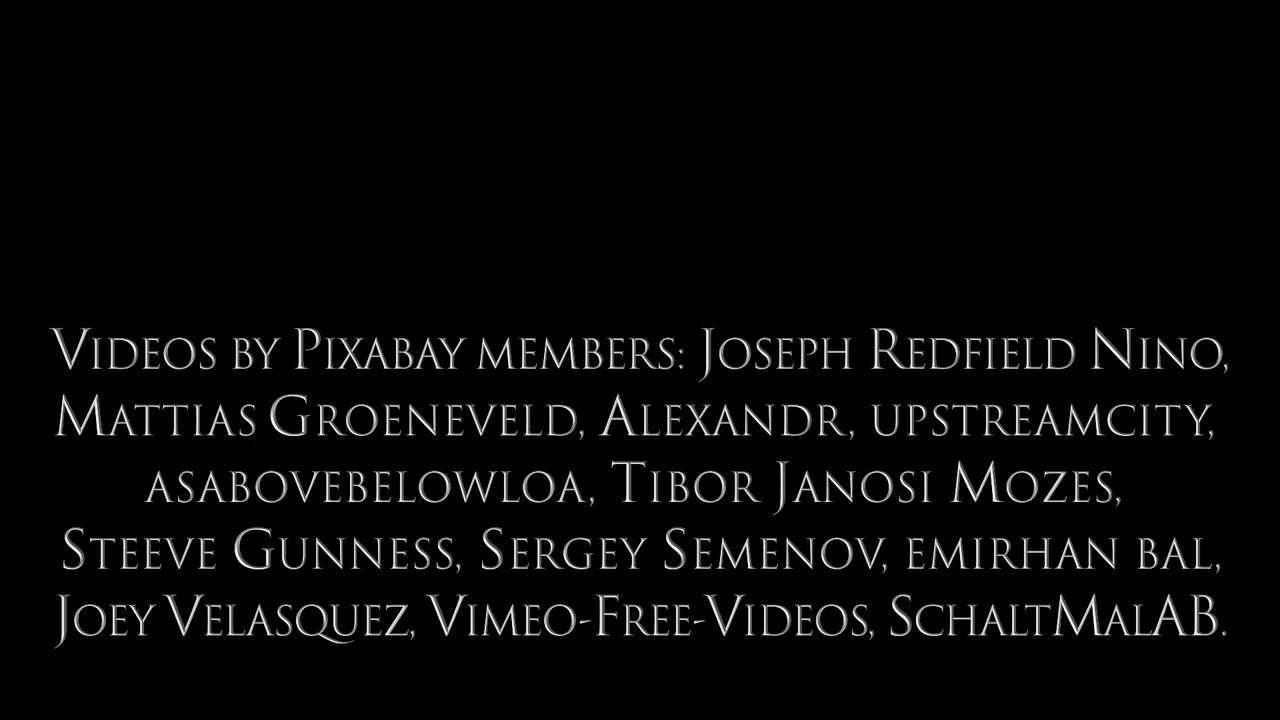 Videos by Pixabay members: Joseph Redfield Nino,
Mattias Groeneveld, Alexandr, upstreamcity,
asabovebelowloa, Tibor Janosi Mozes,
Steeve Gunness, Sergey Semenov, emirhan bal,
Joey Velasquez, Vimeo-Free-Videos, SchaltMalAB.